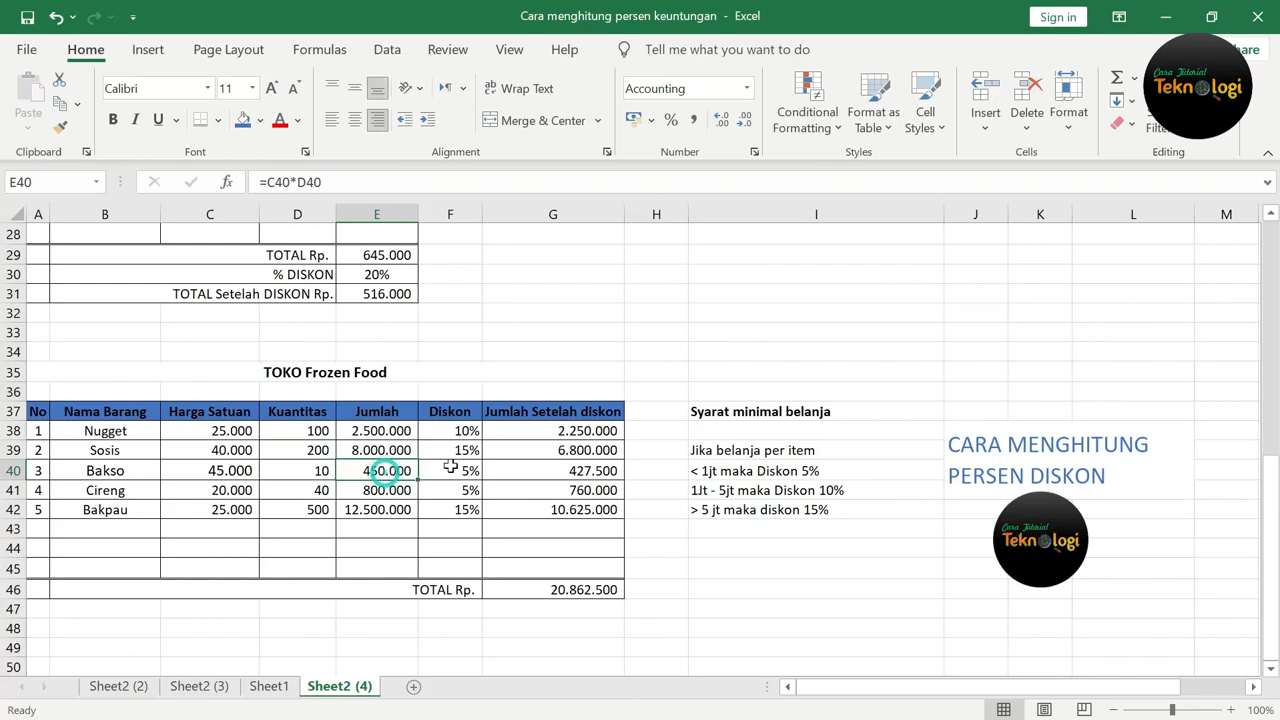 Cara menghitung persen keuntungan - Excel
Sign in
File Home Insert Page Layout Formulas Data Review View Help Tell me what you want to do
Cara Tutorial
Teknologi
Paste
Calibri 11
Wrap Text
Merge & Center
Accounting
Conditional Formatting
Format as Table
Cell Styles
Insert Delete Format
Clipboard Font Alignment Number Styles Cells Editing
E40 =C40*D40
A B C D E F G H I J K L M
28
29 TOTAL Rp. 645.000
30 % DISKON 20%
31 TOTAL Setelah DISKON Rp. 516.000
32
33
34
35 TOKO Frozen Food
36
37 No Nama Barang Harga Satuan Kuantitas Jumlah Diskon Jumlah Setelah diskon Syarat minimal belanja
38 1 Nugget 25.000 100 2.500.000 10% 2.250.000
39 2 Sosis 40.000 200 8.000.000 15% 6.800.000 Jika belanja per item
40 3 Bakso 45.000 10 450.000 5% 427.500 < 1jt maka Diskon 5%
41 4 Cireng 20.000 40 800.000 5% 760.000 1Jt - 5jt maka Diskon 10%
42 5 Bakpau 25.000 500 12.500.000 15% 10.625.000 > 5 jt maka diskon 15%
43
44
45
46 TOTAL Rp. 20.862.500
47
48
49
50
CARA MENGHITUNG
PERSEN DISKON
Cara Tutorial
Teknologi
Sheet2 (2) Sheet2 (3) Sheet1 Sheet2 (4)
Ready 100%